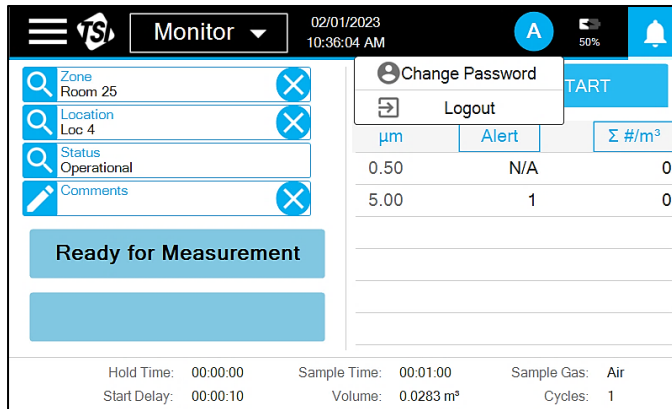 TSI
Monitor
02/01/2023
10:36:04 AM
A
50%
Change Password
Logout
TART
Zone
Room 25
Location
Loc 4
Status
Operational
Comments
Ready for Measurement
µm Alert Σ #/m³
0.50 N/A 0
5.00 1 0
Hold Time: 00:00:00 Sample Time: 00:01:00 Sample Gas: Air
Start Delay: 00:00:10 Volume: 0.0283 m³ Cycles: 1